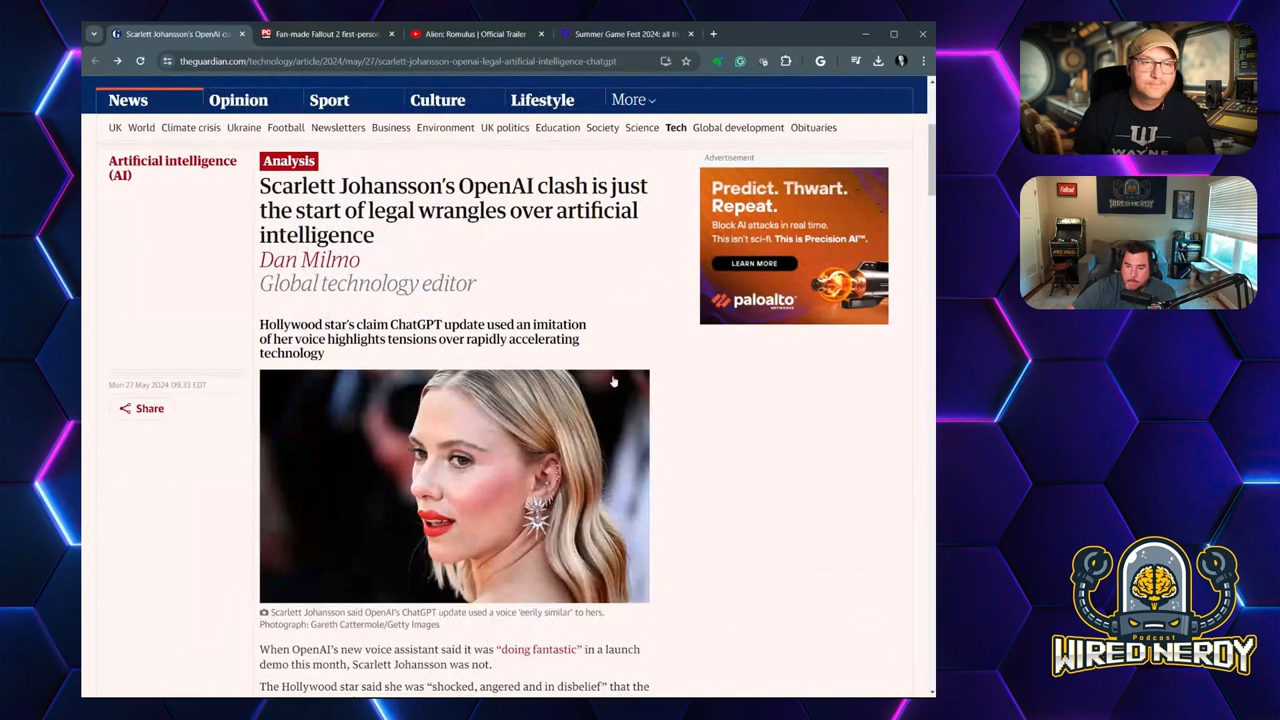 Scarlett Johansson's OpenAI cla
Fan-made Fallout 2 first-person
Alien: Romulus | Official Trailer
Summer Game Fest 2024: all th
theguardian.com/technology/article/2024/may/27/scarlett-johansson-openai-legal-artificial-intelligence-chatgpt
News Opinion Sport Culture Lifestyle More
UK World Climate crisis Ukraine Football Newsletters Business Environment UK politics Education Society Science Tech Global development Obituaries
Artificial intelligence
(AI)
Analysis
Scarlett Johansson's OpenAI clash is just
the start of legal wrangles over artificial
intelligence
Dan Milmo
Global technology editor
Hollywood star's claim ChatGPT update used an imitation
of her voice highlights tensions over rapidly accelerating
technology
Mon 27 May 2024 09.33 EDT
Share
Scarlett Johansson said OpenAI's ChatGPT update used a voice 'eerily similar' to hers.
Photograph: Gareth Cattermole/Getty Images
When OpenAI's new voice assistant said it was "doing fantastic" in a launch
demo this month, Scarlett Johansson was not.
The Hollywood star said she was "shocked, angered and in disbelief" that the
Advertisement
Predict. Thwart.
Repeat.
Block AI attacks in real time.
This isn't sci-fi. This is Precision AI™.
LEARN MORE
paloalto
NETWORKS
WAYNE
Fallout
WIRED NERDY
ARCADE
Podcast
WIRED NERDY